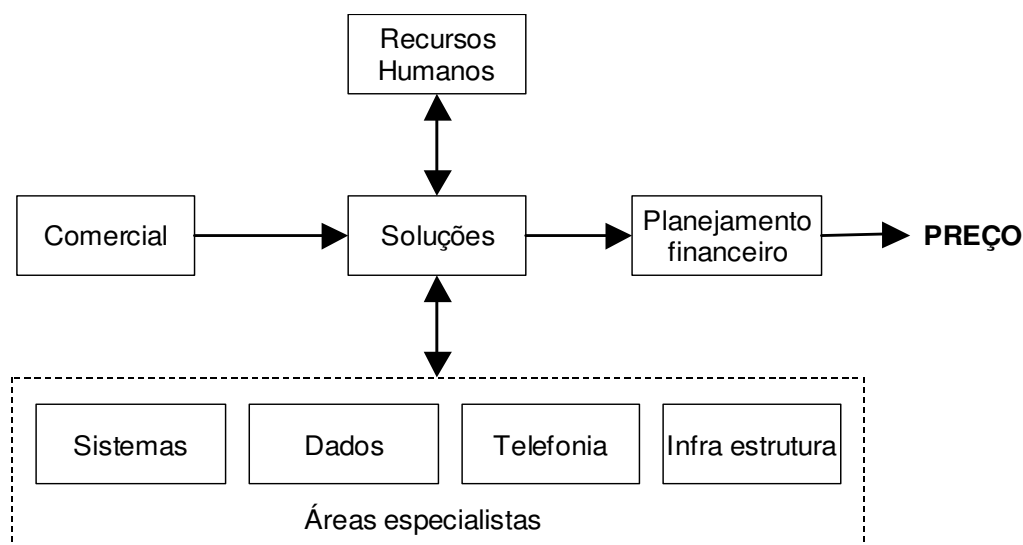 Recursos
Humanos
Comercial
Soluções
Planejamento
financeiro
PREÇO
Sistemas
Dados
Telefonia
Infra estrutura
Áreas especialistas